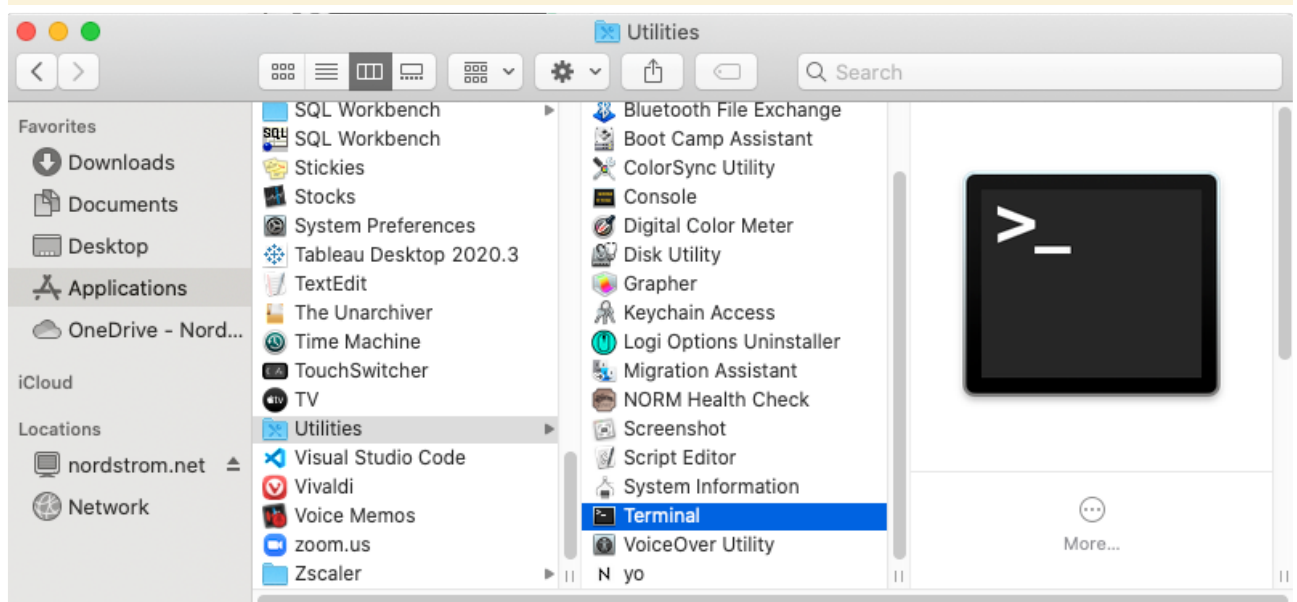 Utilities
Search
Favorites
Downloads
Documents
Desktop
Applications
OneDrive - Nord...
iCloud
Locations
nordstrom.net
Network
SQL Workbench
SQL Workbench
Stickies
Stocks
System Preferences
Tableau Desktop 2020.3
TextEdit
The Unarchiver
Time Machine
TouchSwitcher
TV
Utilities
Visual Studio Code
Vivaldi
Voice Memos
zoom.us
Zscaler
Bluetooth File Exchange
Boot Camp Assistant
ColorSync Utility
Console
Digital Color Meter
Disk Utility
Grapher
Keychain Access
Logi Options Uninstaller
Migration Assistant
NORM Health Check
Screenshot
Script Editor
System Information
Terminal
VoiceOver Utility
yo
>_
More...